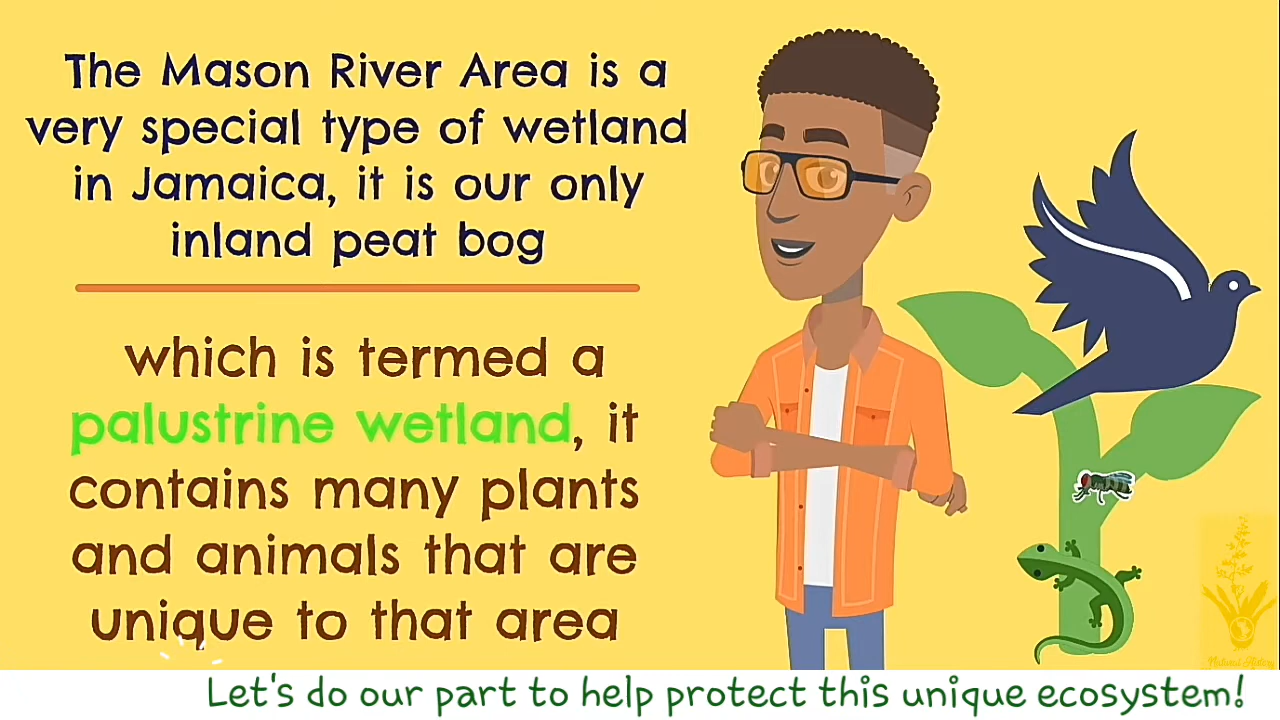 The Mason River Area is a
very special type of wetland
in Jamaica, it is our only
inland peat bog
which is termed a
palustrine wetland, it
contains many plants
and animals that are
unique to that area
Natural History
Let's do our part to help protect this unique ecosystem!